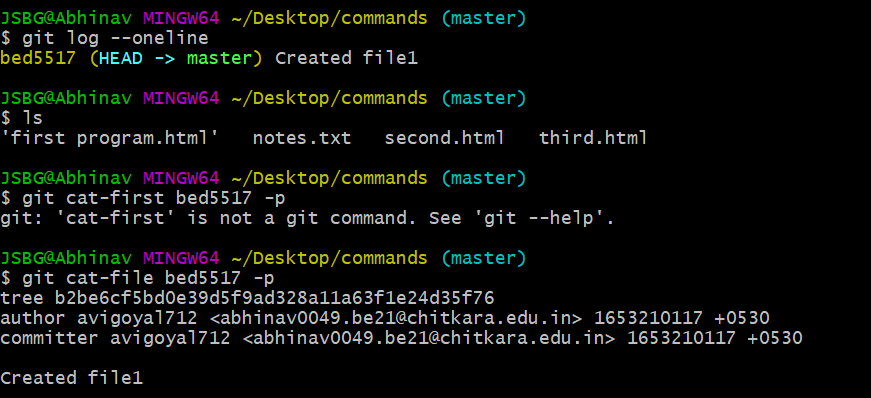 JSBG@Abhinav MINGW64 ~/Desktop/commands (master)
$ git log --oneline
bed5517 (HEAD -> master) Created file1
JSBG@Abhinav MINGW64 ~/Desktop/commands (master)
$ ls
'first program.html'   notes.txt   second.html   third.html
JSBG@Abhinav MINGW64 ~/Desktop/commands (master)
$ git cat-first bed5517 -p
git: 'cat-first' is not a git command. See 'git --help'.
JSBG@Abhinav MINGW64 ~/Desktop/commands (master)
$ git cat-file bed5517 -p
tree b2be6cf5bd0e39d5f9ad328a11a63f1e24d35f76
author avigoyal712 <abhinav0049.be21@chitkara.edu.in> 1653210117 +0530
committer avigoyal712 <abhinav0049.be21@chitkara.edu.in> 1653210117 +0530
Created file1